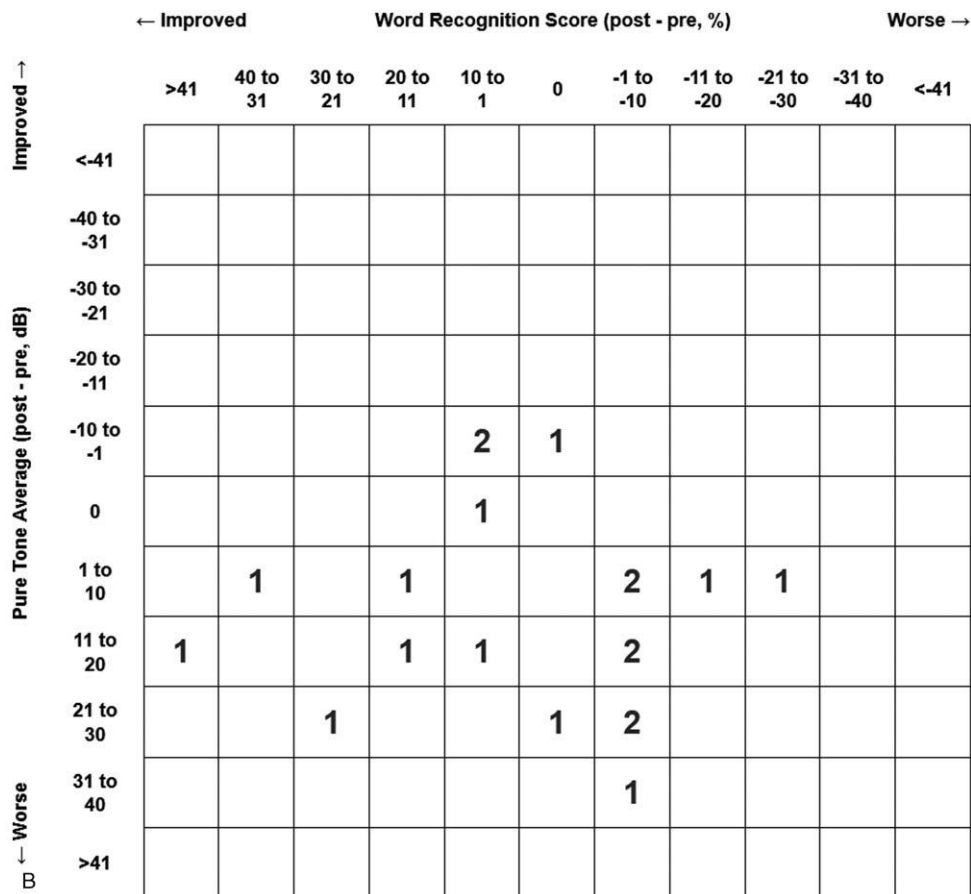 ← Improved Word Recognition Score (post - pre, %) Worse →
>41 40 to 31 30 to 21 20 to 11 10 to 1 0 -1 to -10 -11 to -20 -21 to -30 -31 to -40 <-41
Improved →
Pure Tone Average (post - pre, dB)
← Worse
<-41
-40 to -31
-30 to -21
-20 to -11
-10 to -1 2 1
0 1
1 to 10 1 1 2 1 1
11 to 20 1 1 1 2
21 to 30 1 1 2
31 to 40 1
>41
B